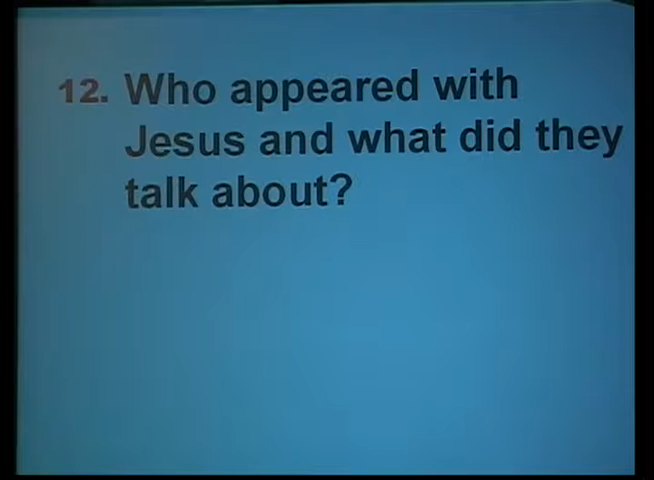 12. Who appeared with
Jesus and what did they
talk about?